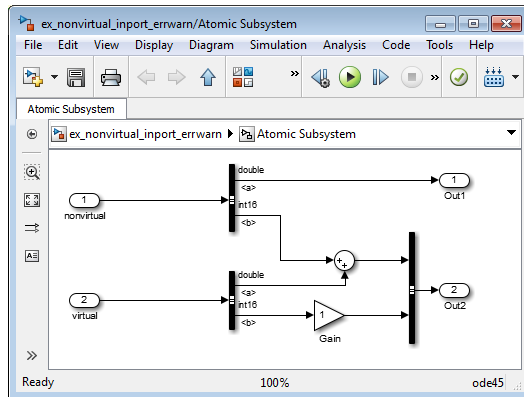 ex_nonvirtual_inport_errwarn/Atomic Subsystem
File Edit View Display Diagram Simulation Analysis Code Tools Help
» »
Atomic Subsystem
ex_nonvirtual_inport_errwarn Atomic Subsystem
double
1
<a>
1
Out1
nonvirtual
int16
<b>
+
+
double
<a>
2
2
virtual
int16
1
Out2
<b>
Gain
A
»
Ready 100% ode45